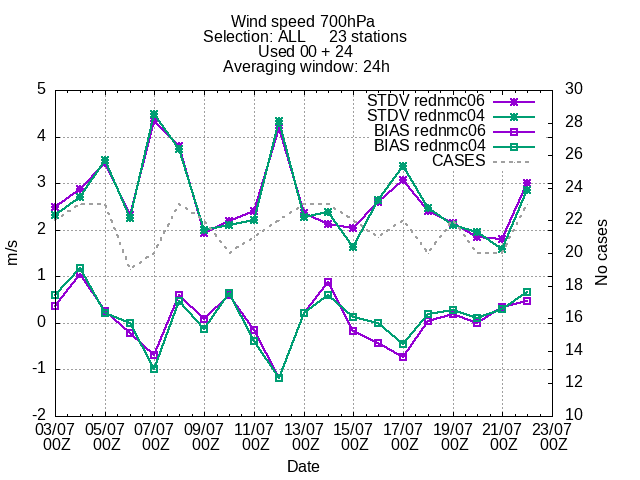 Wind speed 700hPa
Selection: ALL     23 stations
Used 00 + 24
Averaging window: 24h
STDV rednmc06
STDV rednmc04
BIAS rednmc06
BIAS rednmc04
CASES
5
4
3
2
1
0
-1
-2
m/s
30
28
26
24
22
20
18
16
14
12
10
No cases
03/07 05/07 07/07 09/07 11/07 13/07 15/07 17/07 19/07 21/07 23/07
00Z 00Z 00Z 00Z 00Z 00Z 00Z 00Z 00Z 00Z 00Z
Date